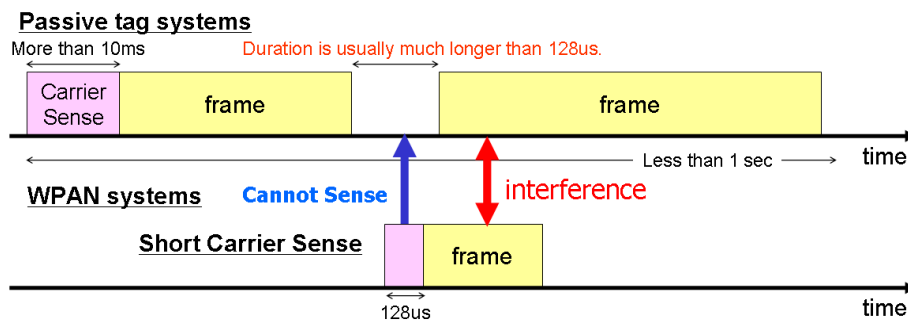 Passive tag systems
More than 10ms
Duration is usually much longer than 128us.
Carrier
Sense
frame
frame
Less than 1 sec
time
WPAN systems
Cannot Sense
interference
Short Carrier Sense
frame
128us
time